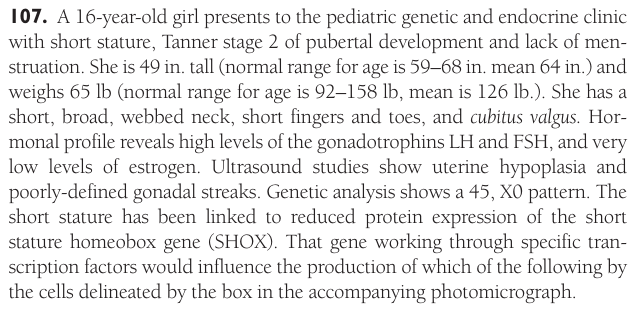 107. A 16-year-old girl presents to the pediatric genetic and endocrine clinic
with short stature, Tanner stage 2 of pubertal development and lack of men-
struation. She is 49 in. tall (normal range for age is 59–68 in. mean 64 in.) and
weighs 65 lb (normal range for age is 92–158 lb, mean is 126 lb.). She has a
short, broad, webbed neck, short fingers and toes, and cubitus valgus. Hor-
monal profile reveals high levels of the gonadotrophins LH and FSH, and very
low levels of estrogen. Ultrasound studies show uterine hypoplasia and
poorly-defined gonadal streaks. Genetic analysis shows a 45, X0 pattern. The
short stature has been linked to reduced protein expression of the short
stature homeobox gene (SHOX). That gene working through specific tran-
scription factors would influence the production of which of the following by
the cells delineated by the box in the accompanying photomicrograph.